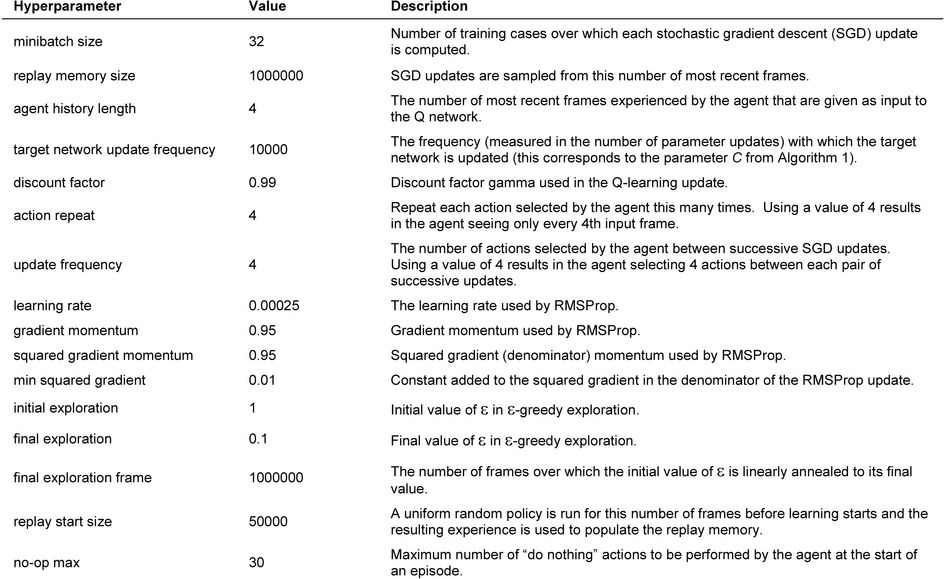 Hyperparameter Value Description
minibatch size 32 Number of training cases over which each stochastic gradient descent (SGD) update
is computed.
replay memory size 1000000 SGD updates are sampled from this number of most recent frames.
agent history length 4 The number of most recent frames experienced by the agent that are given as input to
the Q network.
target network update frequency 10000 The frequency (measured in the number of parameter updates) with which the target
network is updated (this corresponds to the parameter C from Algorithm 1).
discount factor 0.99 Discount factor gamma used in the Q-learning update.
action repeat 4 Repeat each action selected by the agent this many times. Using a value of 4 results
in the agent seeing only every 4th input frame.
update frequency 4 The number of actions selected by the agent between successive SGD updates.
Using a value of 4 results in the agent selecting 4 actions between each pair of
successive updates.
learning rate 0.00025 The learning rate used by RMSProp.
gradient momentum 0.95 Gradient momentum used by RMSProp.
squared gradient momentum 0.95 Squared gradient (denominator) momentum used by RMSProp.
min squared gradient 0.01 Constant added to the squared gradient in the denominator of the RMSProp update.
initial exploration 1 Initial value of ε in ε-greedy exploration.
final exploration 0.1 Final value of ε in ε-greedy exploration.
final exploration frame 1000000 The number of frames over which the initial value of ε is linearly annealed to its final
value.
replay start size 50000 A uniform random policy is run for this number of frames before learning starts and the
resulting experience is used to populate the replay memory.
no-op max 30 Maximum number of “do nothing” actions to be performed by the agent at the start of
an episode.